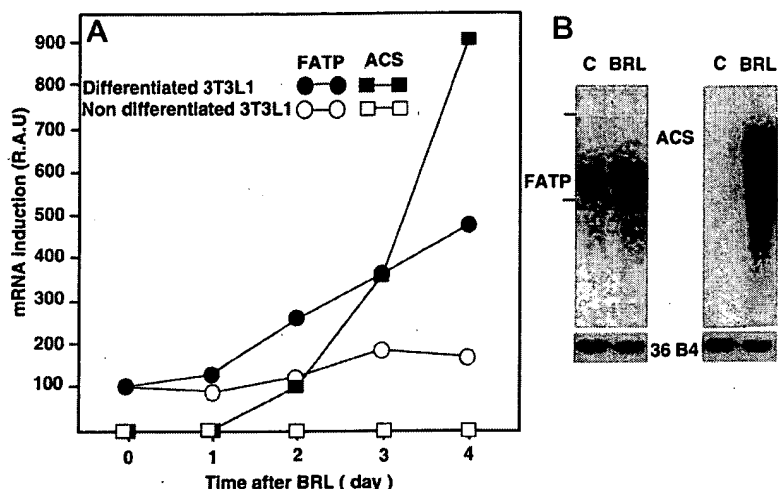 A
FATP ACS
Differentiated 3T3L1
Non differentiated 3T3L1
mRNA induction (R.A.U)
900
800
700
600
500
400
300
200
100
0 1 2 3 4
Time after BRL ( day )
B
C BRL C BRL
ACS
FATP
36 B4